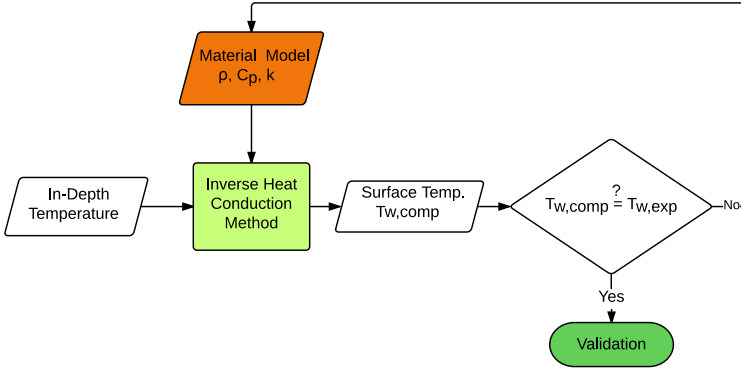 Material Model
ρ, Cp, k
In-Depth
Temperature
Inverse Heat
Conduction
Method
Surface Temp.
Tw,comp
?
Tw,comp = Tw,exp
No
Yes
Validation